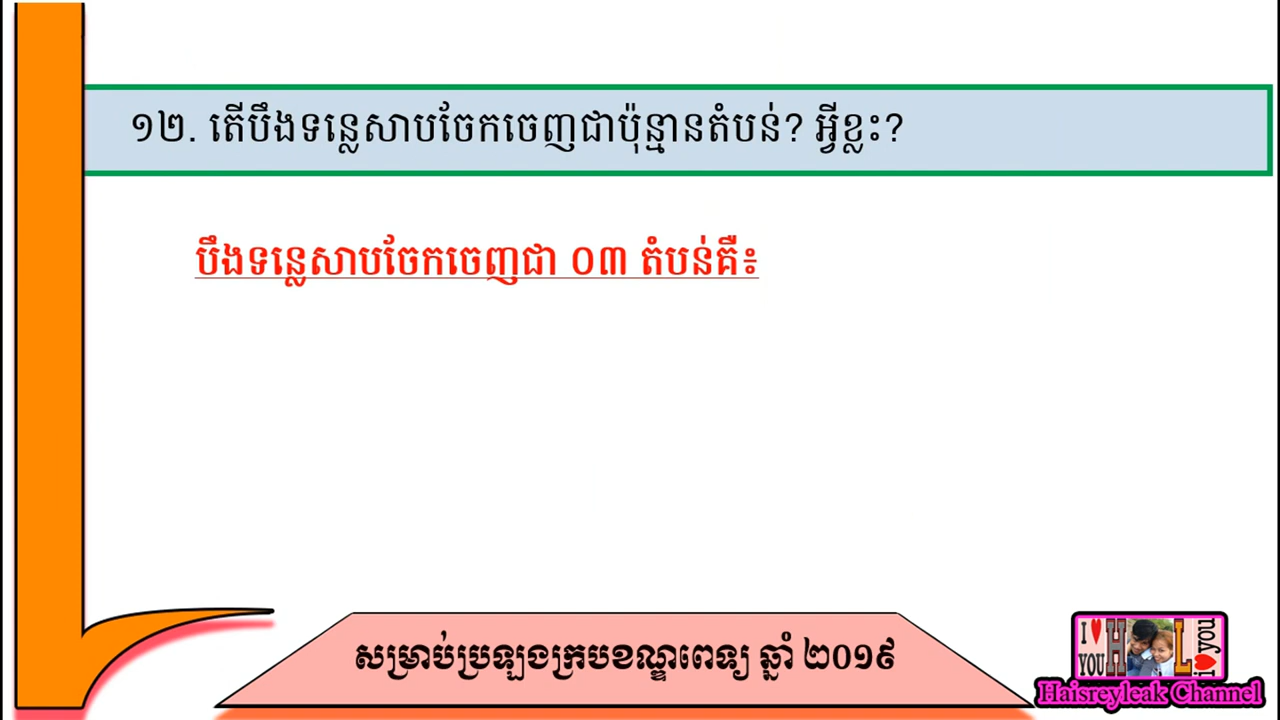 ១២. តើបឹងទន្លេសាបចែកចេញជាប៉ុន្មានតំបន់? អ្វីខ្លះ?
បឹងទន្លេសាបចែកចេញជា ០៣ តំបន់គឺ៖
សម្រាប់ប្រឡងក្របខណ្ឌពេទ្យ ឆ្នាំ ២០១៩
I ♥ YOU
H L
i ♥ you
Haisreyleak Channel